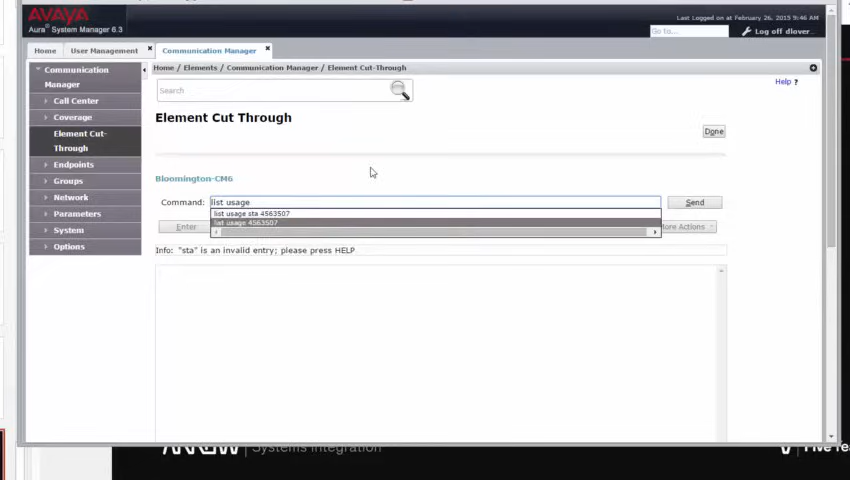 AVAYA
Aura® System Manager 6.3
Last Logged on at February 26, 2015 9:46 AM
Go to...
Log off dlover
Home
User Management
Communication Manager
Communication
Manager
Call Center
Coverage
Element Cut-
Through
Endpoints
Groups
Network
Parameters
System
Options
Home / Elements / Communication Manager / Element Cut-Through
Help ?
Search
Element Cut Through
Done
Bloomington-CM6
Command: list usage
Send
list usage sta 4563507
list usage 4563507
Enter
More Actions
Info: "sta" is an invalid entry; please press HELP
ARROW | Systems Integration
Five